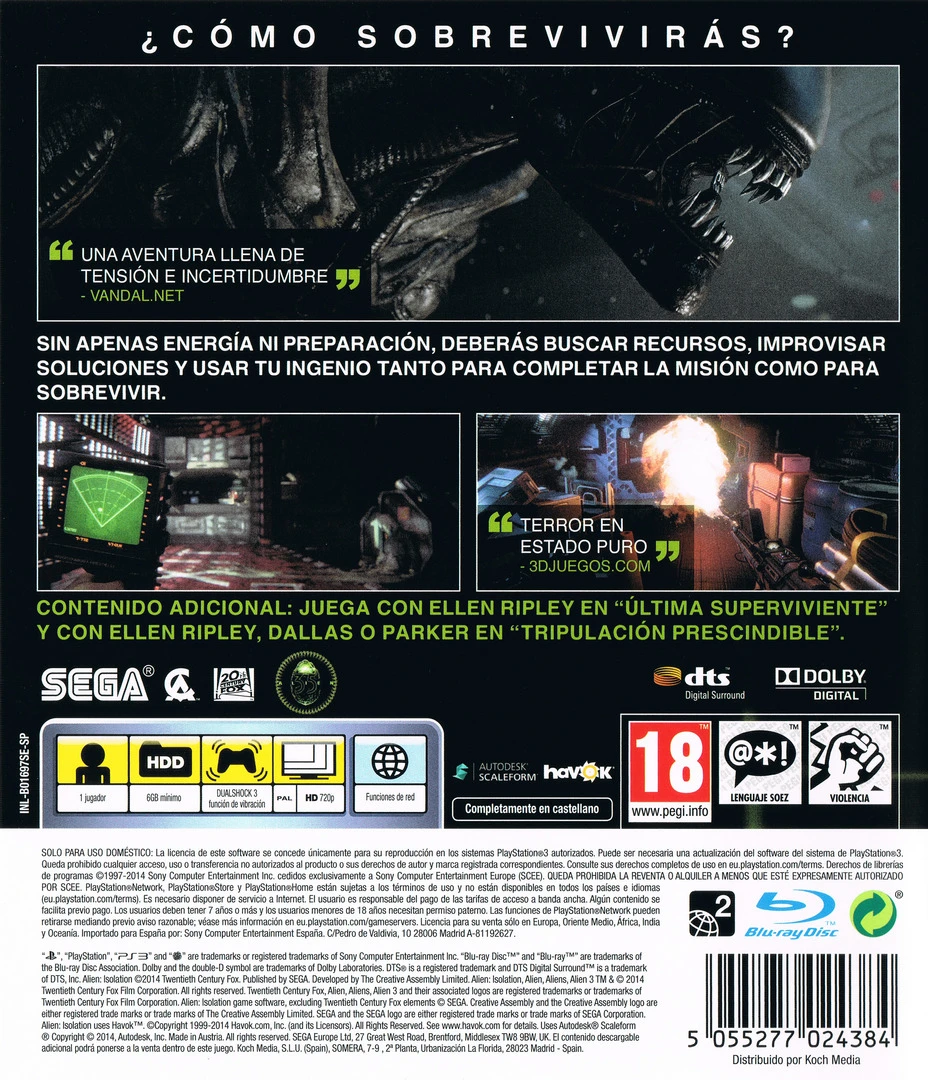 ¿CÓMO SOBREVIVIRÁS?
“ UNA AVENTURA LLENA DE
TENSIÓN E INCERTIDUMBRE ”
- VANDAL.NET
SIN APENAS ENERGÍA NI PREPARACIÓN, DEBERÁS BUSCAR RECURSOS, IMPROVISAR
SOLUCIONES Y USAR TU INGENIO TANTO PARA COMPLETAR LA MISIÓN COMO PARA
SOBREVIVIR.
“ TERROR EN
ESTADO PURO ”
- 3DJUEGOS.COM
CONTENIDO ADICIONAL: JUEGA CON ELLEN RIPLEY EN “ÚLTIMA SUPERVIVIENTE”
Y CON ELLEN RIPLEY, DALLAS O PARKER EN “TRIPULACIÓN PRESCINDIBLE”.
SEGA®
20TH CENTURY FOX
35
dts™
Digital Surround
DOLBY
DIGITAL
INL-B01697SE-SP
1 jugador
HDD
6GB mínimo
DUALSHOCK 3
función de vibración
PAL HD 720p
Funciones de red
AUTODESK®
SCALEFORM®
havok™
Completamente en castellano
18
www.pegi.info
@*!
LENGUAJE SOEZ
VIOLENCIA
SOLO PARA USO DOMÉSTICO: La licencia de este software se concede únicamente para su reproducción en los sistemas PlayStation®3 autorizados. Puede ser necesaria una actualización del software del sistema de PlayStation®3.
Queda prohibido cualquier acceso, uso o transferencia no autorizados al producto o sus derechos de autor y marca registrada correspondientes. Consulte sus derechos completos de uso en eu.playstation.com/terms. Derechos de librerías
de programas ©1997-2014 Sony Computer Entertainment Inc. cedidos exclusivamente a Sony Computer Entertainment Europe (SCEE). QUEDA PROHIBIDA LA REVENTA O ALQUILER A MENOS QUE ESTÉ EXPRESAMENTE AUTORIZADO
POR SCEE. PlayStation®Network, PlayStation®Store y PlayStation®Home están sujetas a los términos de uso y no están disponibles en todos los países e idiomas
(eu.playstation.com/terms). Es necesario disponer de servicio a Internet. El usuario es responsable del pago de las tarifas de acceso a banda ancha. Algún contenido se
facilita previo pago. Los usuarios deben tener 7 años o más y los usuarios menores de 18 años necesitan permiso paterno. Las funciones de PlayStation®Network pueden
retirarse mediando previo aviso razonable; véase más información en eu.playstation.com/gameservers. Licencia para su venta sólo en Europa, Oriente Medio, África, India
y Oceanía. Importado para España por: Sony Computer Entertainment España. C/Pedro de Valdivia, 10 28006 Madrid A-81192627.
2
Blu-ray Disc™
®
“PS”, “PlayStation”, “PS3” and “” are trademarks or registered trademarks of Sony Computer Entertainment Inc. “Blu-ray Disc™” and “Blu-ray™” are trademarks of
the Blu-ray Disc Association. Dolby and the double-D symbol are trademarks of Dolby Laboratories. DTS® is a registered trademark and DTS Digital Surround™ is a trademark
of DTS, Inc. Alien: Isolation ©2014 Twentieth Century Fox. Published by SEGA. Developed by The Creative Assembly Limited. Alien: Isolation, Alien, Aliens, Alien 3 TM & © 2014
Twentieth Century Fox Film Corporation. All rights reserved. Twentieth Century Fox, Alien, Aliens, Alien 3 and their associated logos are registered trademarks or trademarks of
Twentieth Century Fox Film Corporation. Alien: Isolation game software, excluding Twentieth Century Fox elements © SEGA. Creative Assembly and the Creative Assembly logo are
either registered trade marks or trade marks of The Creative Assembly Limited. SEGA and the SEGA logo are either registered trade marks or trade marks of SEGA Corporation.
Alien: Isolation uses Havok™. ©Copyright 1999-2014 Havok.com, Inc. (and its Licensors). All Rights Reserved. See www.havok.com for details. Uses Autodesk® Scaleform
® Copyright © 2014, Autodesk, Inc. Made in Austria. All rights reserved. SEGA Europe Ltd, 27 Great West Road, Brentford, Middlesex TW8 9BW, UK. El contenido descargable
adicional podrá ponerse a la venta dentro de este juego. Koch Media, S.L.U. (Spain), SOMERA, 7-9 , 2ª Planta, Urbanización La Florida, 28023 Madrid - Spain.
5 055277 024384
Distribuido por Koch Media